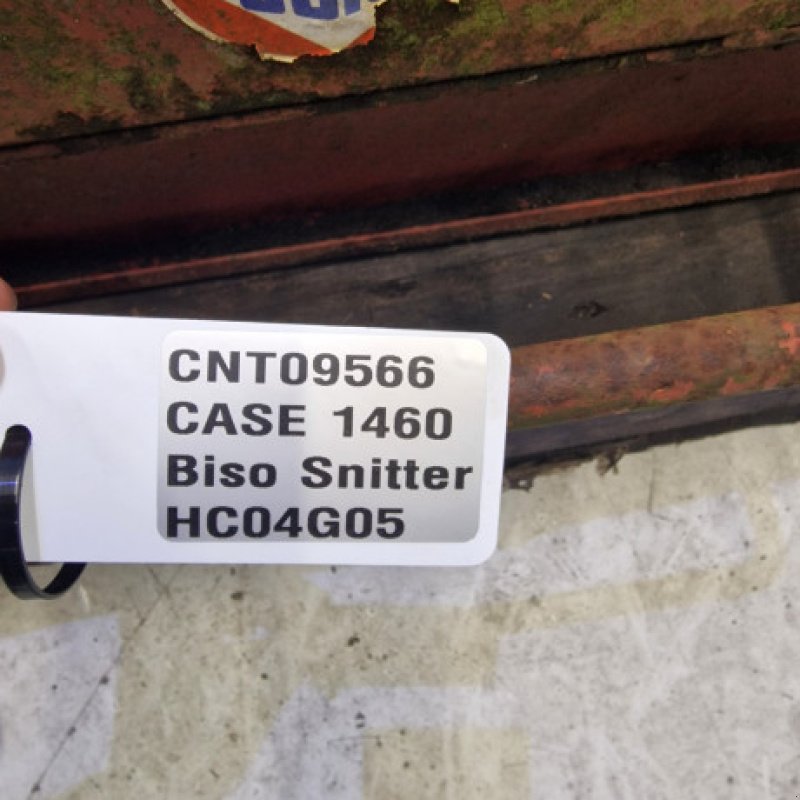 CNT09566
CASE 1460
Biso Snitter
HC04G05